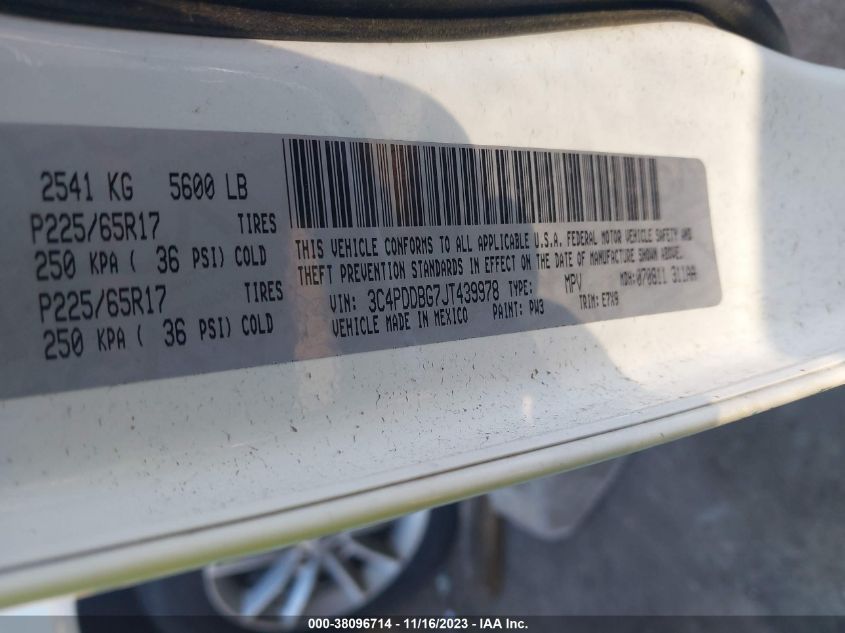 2541 KG 5600 LB
P225/65R17 TIRES
250 KPA ( 36 PSI) COLD
P225/65R17 TIRES
250 KPA ( 36 PSI) COLD
THIS VEHICLE CONFORMS TO ALL APPLICABLE U.S.A. FEDERAL MOTOR VEHICLE SAFETY AND
THEFT PREVENTION STANDARDS IN EFFECT ON THE DATE OF MANUFACTURE SHOWN ABOVE.
VIN: 3C4PDDBG7JT439978 TYPE: MPV MDH: 070811 311AA
VEHICLE MADE IN MEXICO PAINT: PW3 TRIM: E7X9
000-38096714 - 11/16/2023 - IAA Inc.